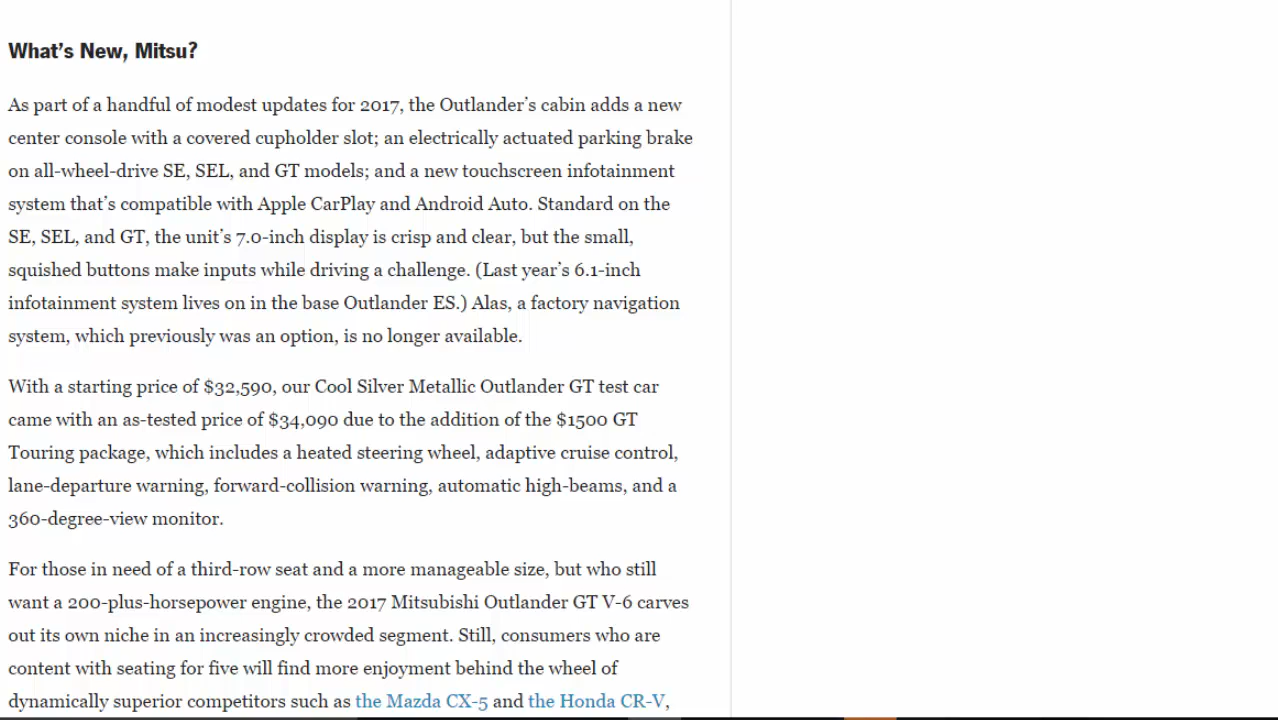 What's New, Mitsu?
As part of a handful of modest updates for 2017, the Outlander's cabin adds a new
center console with a covered cupholder slot; an electrically actuated parking brake
on all-wheel-drive SE, SEL, and GT models; and a new touchscreen infotainment
system that's compatible with Apple CarPlay and Android Auto. Standard on the
SE, SEL, and GT, the unit's 7.0-inch display is crisp and clear, but the small,
squished buttons make inputs while driving a challenge. (Last year's 6.1-inch
infotainment system lives on in the base Outlander ES.) Alas, a factory navigation
system, which previously was an option, is no longer available.
With a starting price of $32,590, our Cool Silver Metallic Outlander GT test car
came with an as-tested price of $34,090 due to the addition of the $1500 GT
Touring package, which includes a heated steering wheel, adaptive cruise control,
lane-departure warning, forward-collision warning, automatic high-beams, and a
360-degree-view monitor.
For those in need of a third-row seat and a more manageable size, but who still
want a 200-plus-horsepower engine, the 2017 Mitsubishi Outlander GT V-6 carves
out its own niche in an increasingly crowded segment. Still, consumers who are
content with seating for five will find more enjoyment behind the wheel of
dynamically superior competitors such as the Mazda CX-5 and the Honda CR-V,